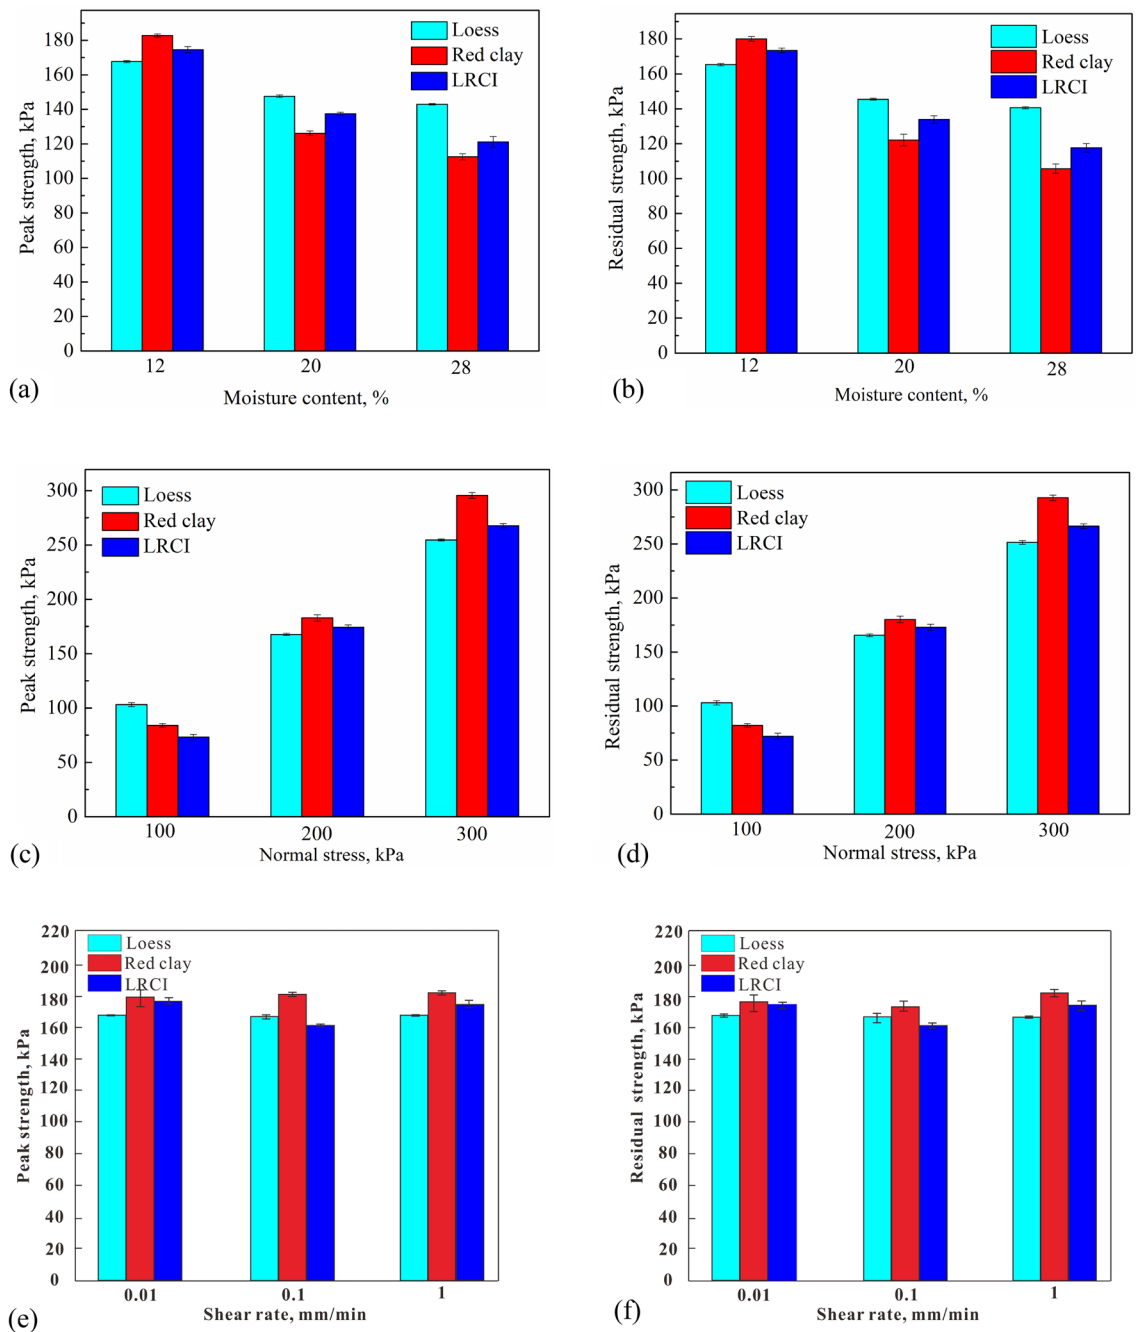 180
160
140
120
100
80
60
40
20
0
Peak strength, kPa
Loess
Red clay
LRCI
12 20 28
Moisture content, %
(a)
180
160
140
120
100
80
60
40
20
0
Residual strength, kPa
Loess
Red clay
LRCI
12 20 28
Moisture content, %
(b)
300
250
200
150
100
50
0
Peak strength, kPa
Loess
Red clay
LRCI
100 200 300
Normal stress, kPa
(c)
300
250
200
150
100
50
0
Residual strength, kPa
Loess
Red clay
LRCI
100 200 300
Normal stress, kPa
(d)
220
200
180
160
140
120
100
80
60
40
20
0
Peak strength, kPa
Loess
Red clay
LRCI
0.01 0.1 1
Shear rate, mm/min
(e)
220
200
180
160
140
120
100
80
60
40
20
0
Residual strength, kPa
Loess
Red clay
LRCI
0.01 0.1 1
Shear rate, mm/min
(f)